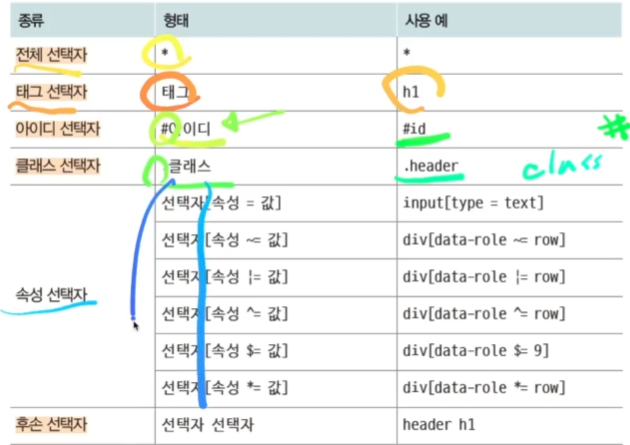 종류 형태 사용 예
전체 선택자 * *
태그 선택자 태그 h1
아이디 선택자 #아이디 #id #
클래스 선택자 .클래스 .header class
선택자[속성 = 값] input[type = text]
선택자[속성 ~= 값] div[data-role ~= row]
선택자[속성 |= 값] div[data-role |= row]
속성 선택자
선택자[속성 ^= 값] div[data-role ^= row]
선택자[속성 $= 값] div[data-role $= 9]
선택자[속성 *= 값] div[data-role *= row]
후손 선택자 선택자 선택자 header h1